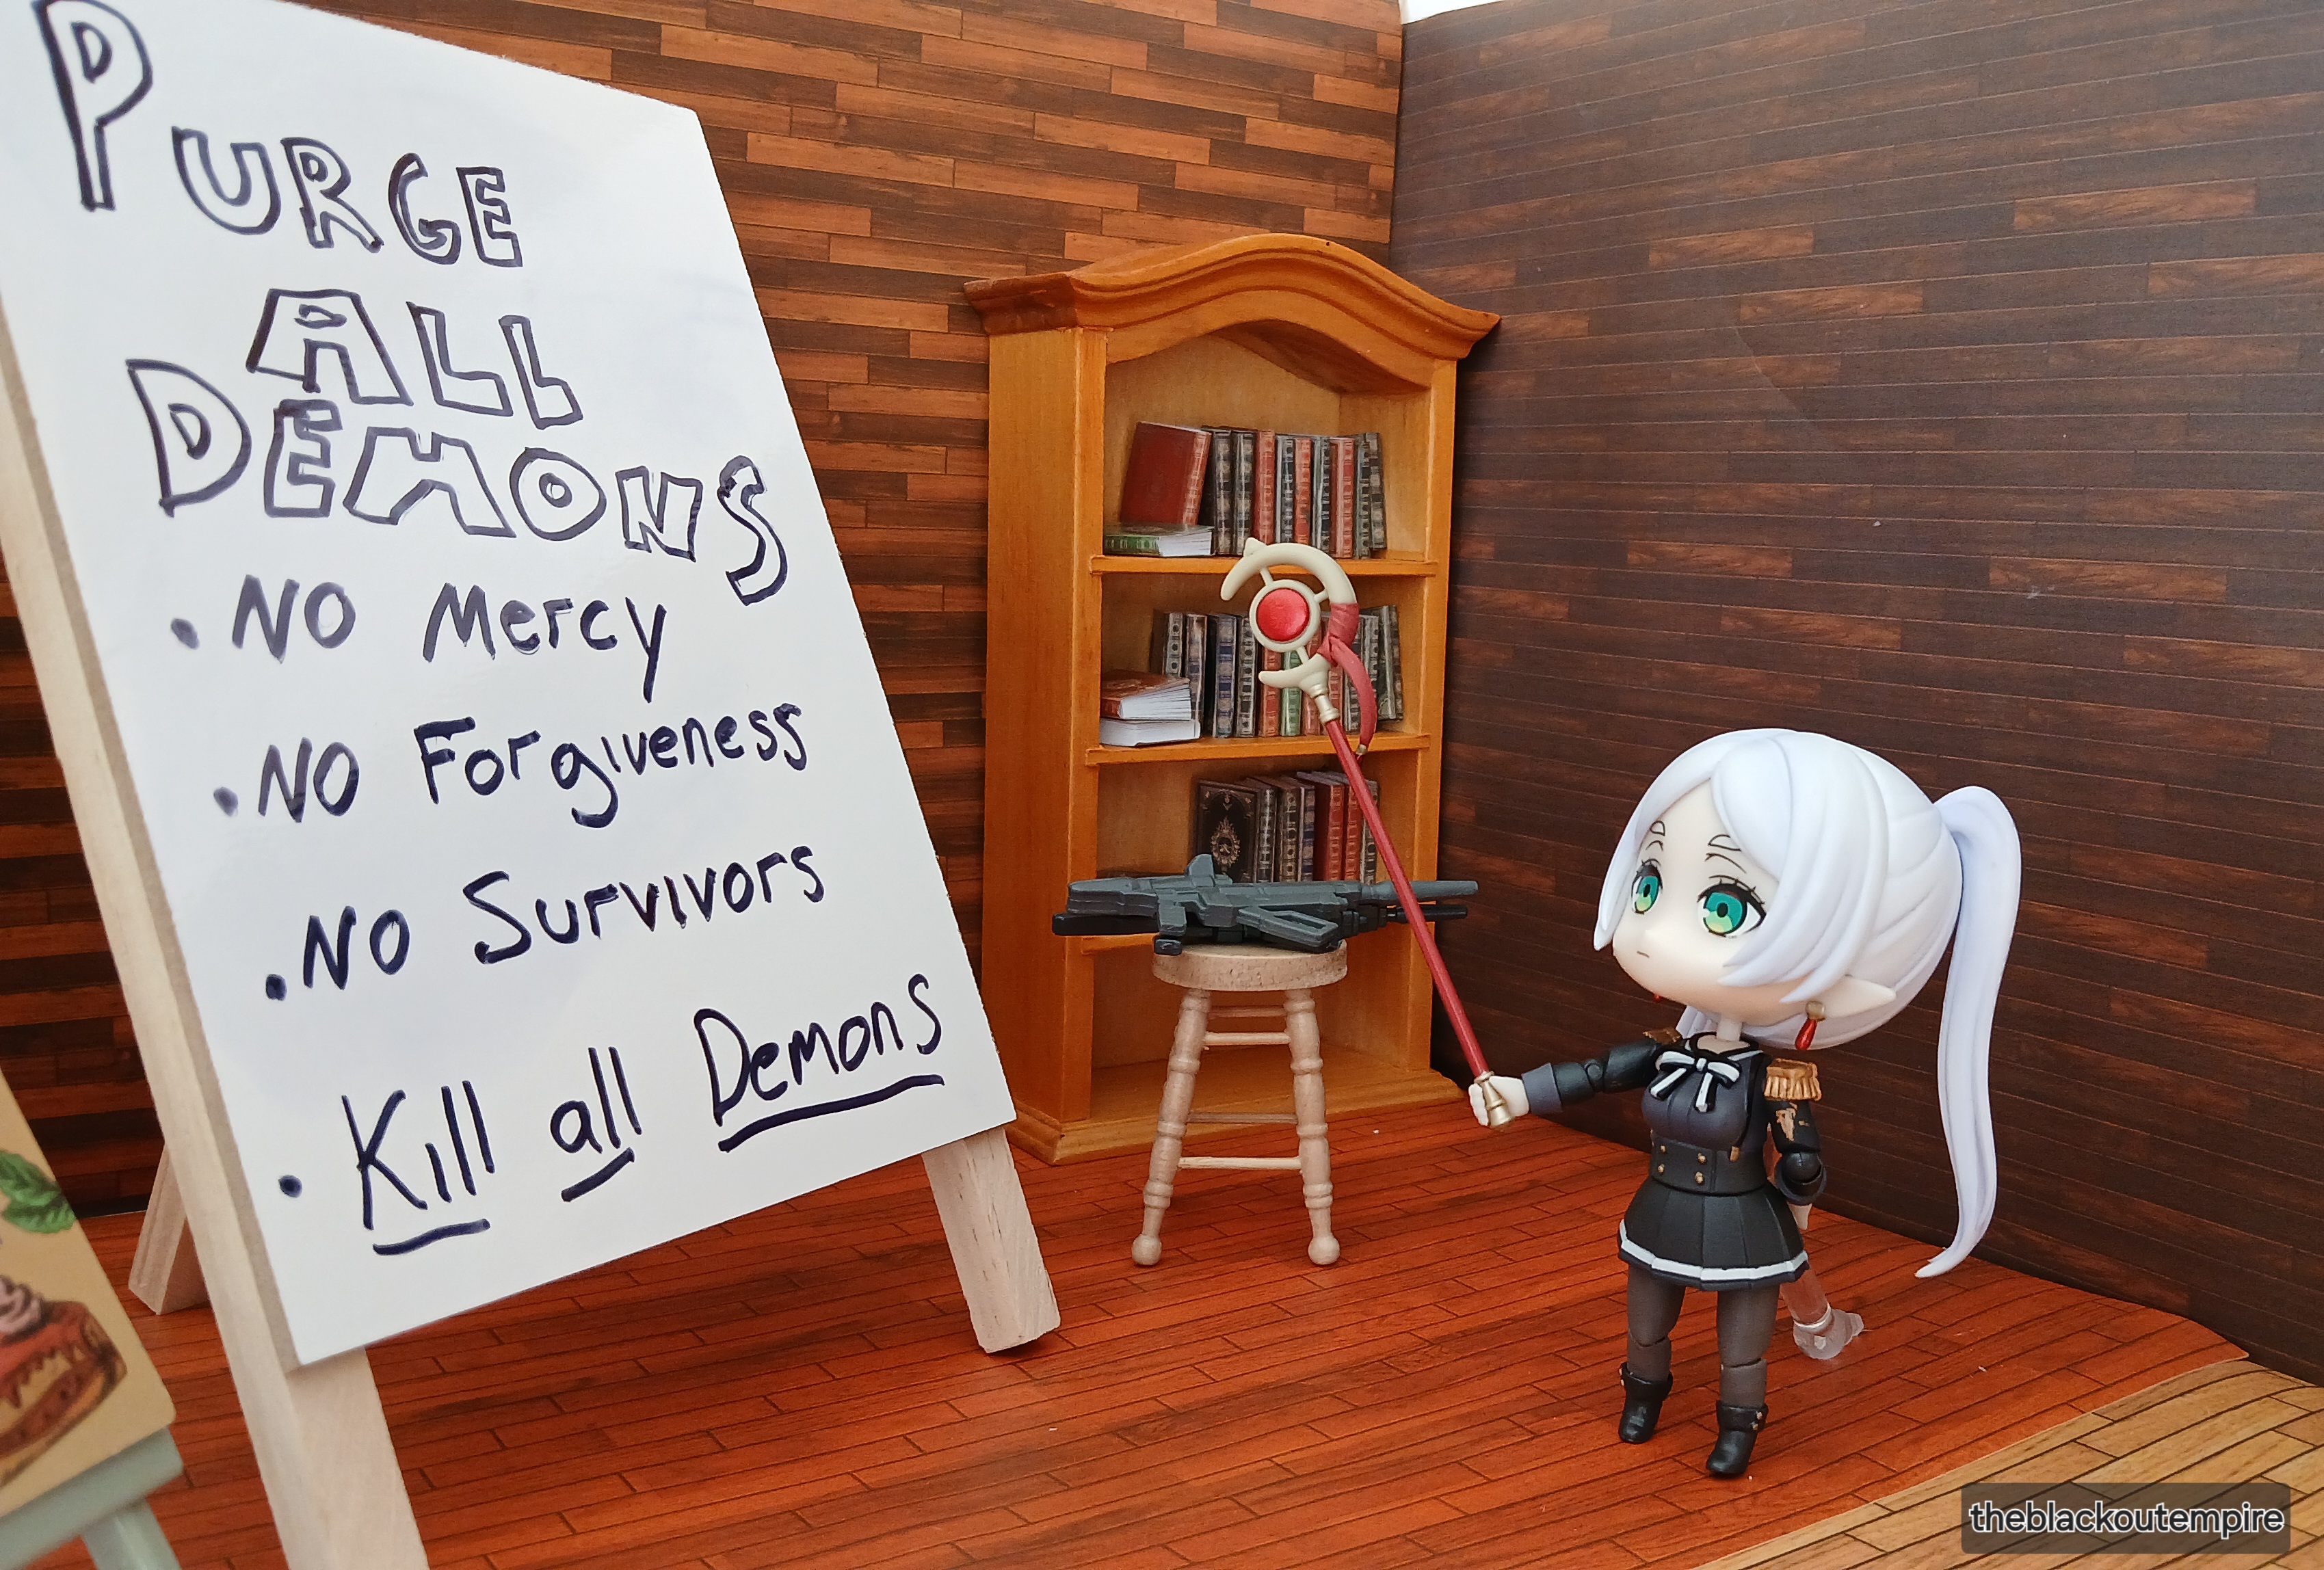 PURGE
ALL
DEMONS
• NO Mercy
• NO Forgiveness
• NO Survivors
• Kill all Demons
theblackoutempire